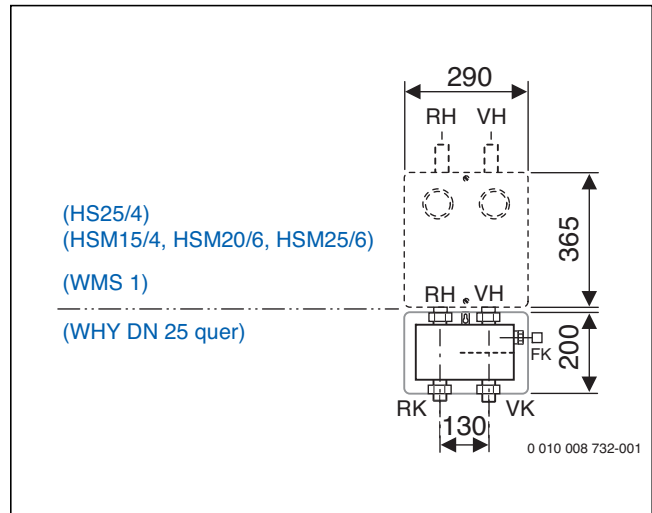 290
RH VH
(HS25/4)
(HSM15/4, HSM20/6, HSM25/6)
365
(WMS 1)
RH VH
(WHY DN 25 quer)
200
FK
RK VK
130
0 010 008 732-001